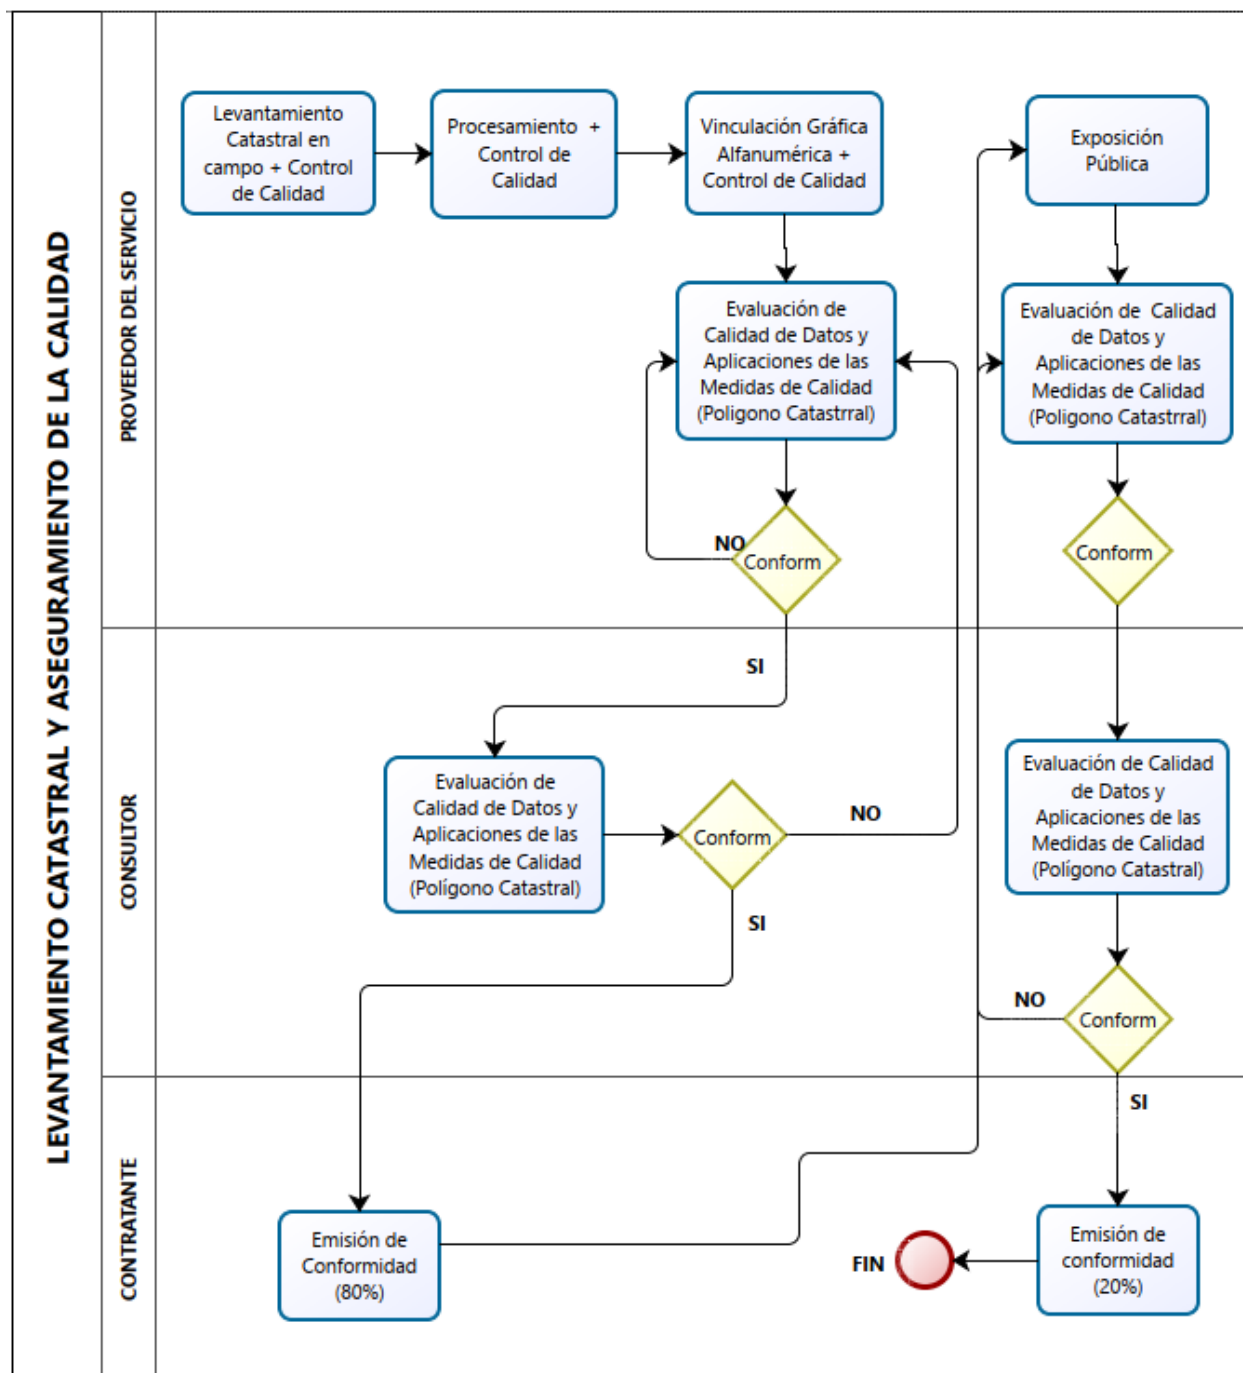 LEVANTAMIENTO CATASTRAL Y ASEGURAMIENTO DE LA CALIDAD
PROVEEDOR DEL SERVICIO
Levantamiento
Catastral en
campo + Control
de Calidad
Procesamiento +
Control de
Calidad
Vinculación Gráfica
Alfanumérica +
Control de Calidad
Exposición
Pública
Evaluación de
Calidad de Datos y
Aplicaciones de las
Medidas de Calidad
(Poligono Catastrral)
Evaluación de Calidad
de Datos y
Aplicaciones de las
Medidas de Calidad
(Poligono Catastrral)
NO
Conform
Conform
CONSULTOR
SI
Evaluación de
Calidad de Datos y
Aplicaciones de las
Medidas de Calidad
(Polígono Catastral)
Conform
NO
SI
Evaluación de Calidad
de Datos y
Aplicaciones de las
Medidas de Calidad
(Polígono Catastral)
NO
Conform
CONTRATANTE
SI
Emisión de
Conformidad
(80%)
FIN
Emisión de
conformidad
(20%)